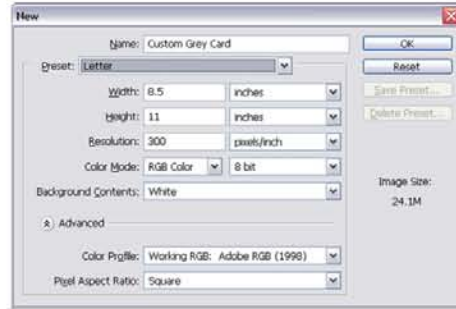 New
Name: Custom Grey Card
OK
Preset: Letter
Reset
Width: 8.5 inches
Save Preset...
Height: 11 inches
Delete Preset...
Resolution: 300 pixels/inch
Color Mode: RGB Color 8 bit
Background Contents: White
Image Size:
24.1M
Advanced
Color Profile: Working RGB: Adobe RGB (1998)
Pixel Aspect Ratio: Square